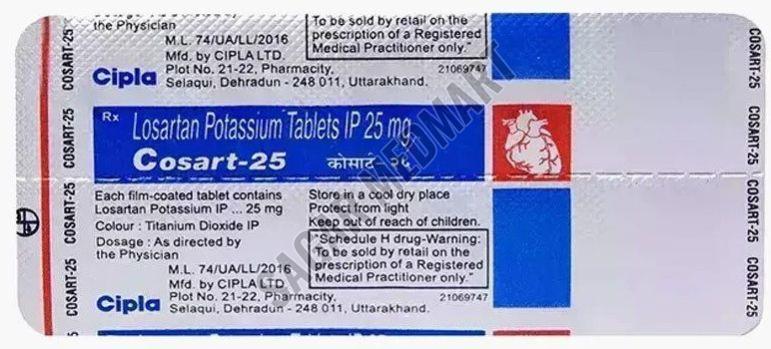 the Physician
To be sold by retail on the
prescription of a Registered
Medical Practitioner only."
M.L. 74/UA/LL/2016
Mfd. by CIPLA LTD.
Cipla
Plot No. 21-22, Pharmacity,
21069747
Selaqui, Dehradun - 248 011, Uttarakhand.
Rx
Losartan Potassium Tablets IP 25 mg
Cosart-25
कोसार्ट- २५
Each film-coated tablet contains
Losartan Potassium IP ... 25 mg
Colour : Titanium Dioxide IP
Dosage : As directed by
the Physician
Store in a cool dry place
Protect from light
Keep out of reach of children.
"Schedule H drug-Warning:
To be sold by retail on the
prescription of a Registered
Medical Practitioner only."
M.L. 74/UA/LL/2016
Mfd. by CIPLA LTD.
Cipla
Plot No. 21-22, Pharmacity,
21069747
Selaqui, Dehradun - 248 011, Uttarakhand.
COSART-25
COSART-25
COSART-25
COSART-25
COSART-25
COSART-25
COSART-25
COSART-25
SAGAR MEDMART